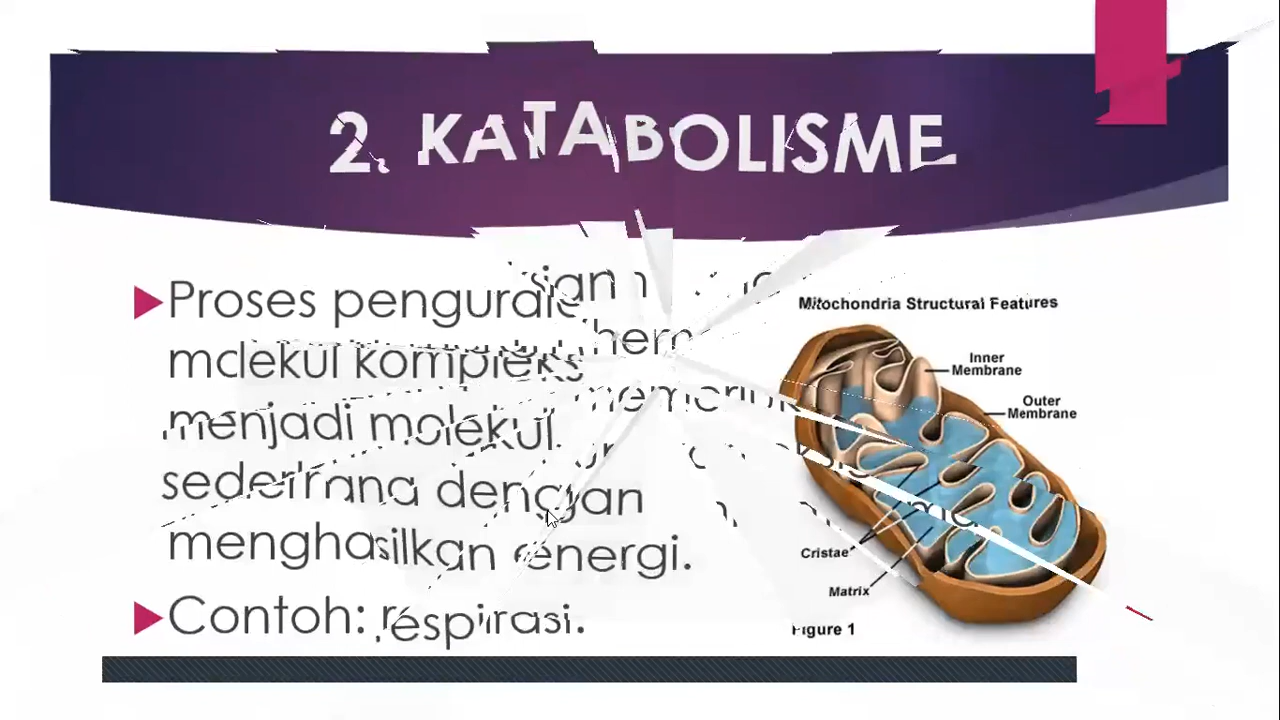 2. KATABOLISME
Proses penguraian
molekul kompleks
menjadi molekul
sederhana dengan
menghasilkan energi.
Contoh: respirasi.
Mitochondria Structural Features
Inner
Membrane
Outer
Membrane
Cristae
Matrix
Figure 1